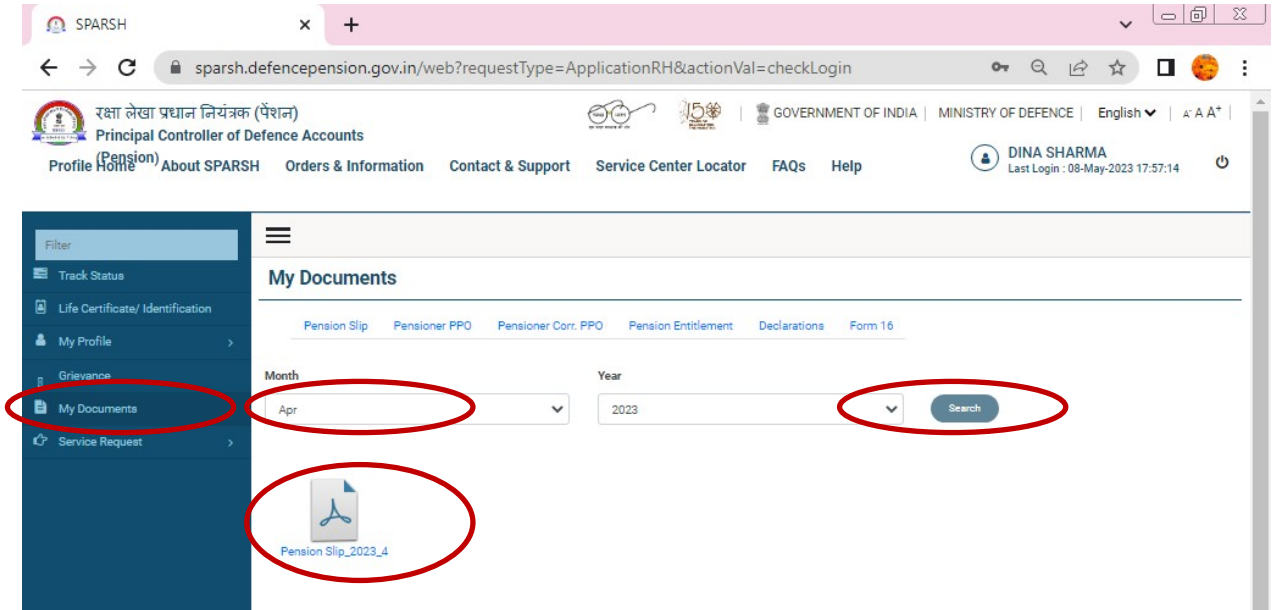 SPARSH
sparsh.defencepension.gov.in/web?requestType=ApplicationRH&actionVal=checkLogin
रक्षा लेखा प्रधान नियंत्रक (पेंशन)
Principal Controller of Defence Accounts
(Pension)
GOVERNMENT OF INDIA | MINISTRY OF DEFENCE | English | A- A A+ |
Profile Home About SPARSH Orders & Information Contact & Support Service Center Locator FAQs Help
DINA SHARMA
Last Login : 08-May-2023 17:57:14
Filter
Track Status
Life Certificate/ Identification
My Profile
Grievance
My Documents
Service Request
My Documents
Pension Slip Pensioner PPO Pensioner Corr. PPO Pension Entitlement Declarations Form 16
Month Year
Apr 2023 Search
Pension Slip_2023_4